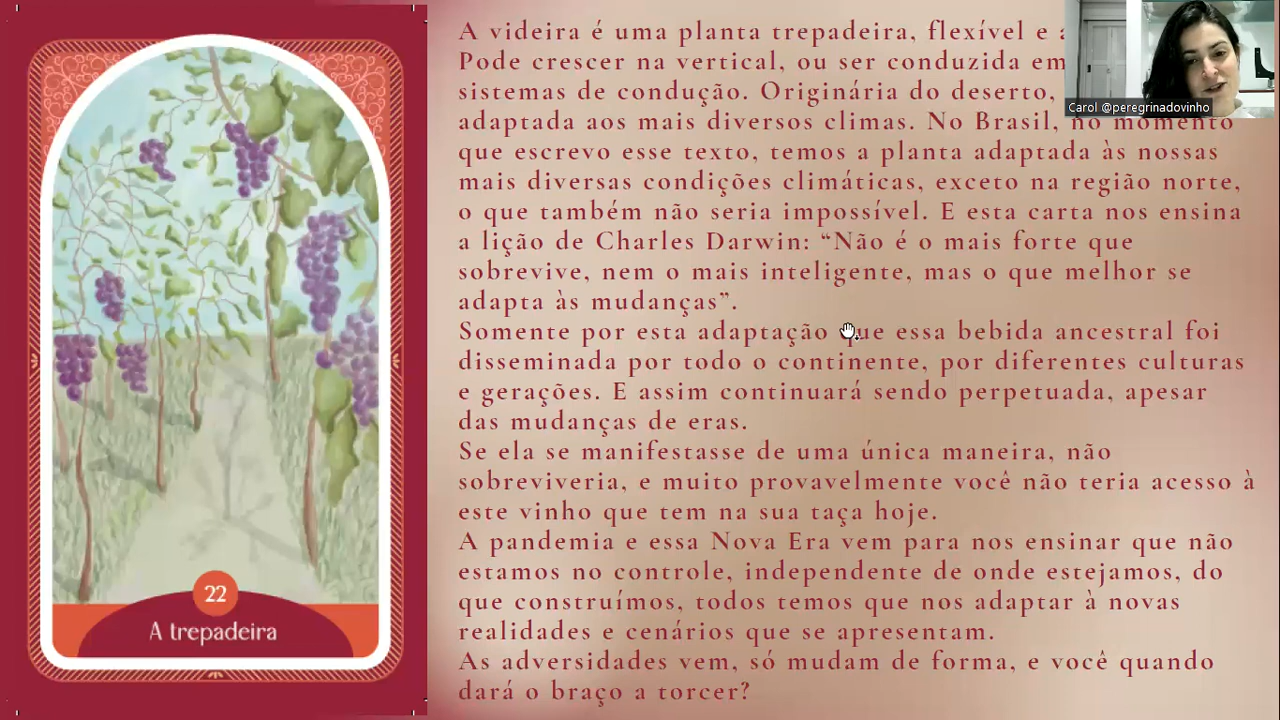 22
A trepadeira
A videira é uma planta trepadeira, flexível e
Pode crescer na vertical, ou ser conduzida em
sistemas de condução. Originária do deserto,
adaptada aos mais diversos climas. No Brasil, no momento
que escrevo esse texto, temos a planta adaptada às nossas
mais diversas condições climáticas, exceto na região norte,
o que também não seria impossível. E esta carta nos ensina
a lição de Charles Darwin: “Não é o mais forte que
sobrevive, nem o mais inteligente, mas o que melhor se
adapta às mudanças”.
Somente por esta adaptação que essa bebida ancestral foi
disseminada por todo o continente, por diferentes culturas
e gerações. E assim continuará sendo perpetuada, apesar
das mudanças de eras.
Se ela se manifestasse de uma única maneira, não
sobreviveria, e muito provavelmente você não teria acesso à
este vinho que tem na sua taça hoje.
A pandemia e essa Nova Era vem para nos ensinar que não
estamos no controle, independente de onde estejamos, do
que construímos, todos temos que nos adaptar à novas
realidades e cenários que se apresentam.
As adversidades vem, só mudam de forma, e você quando
dará o braço a torcer?
Carol @peregrinadovinho